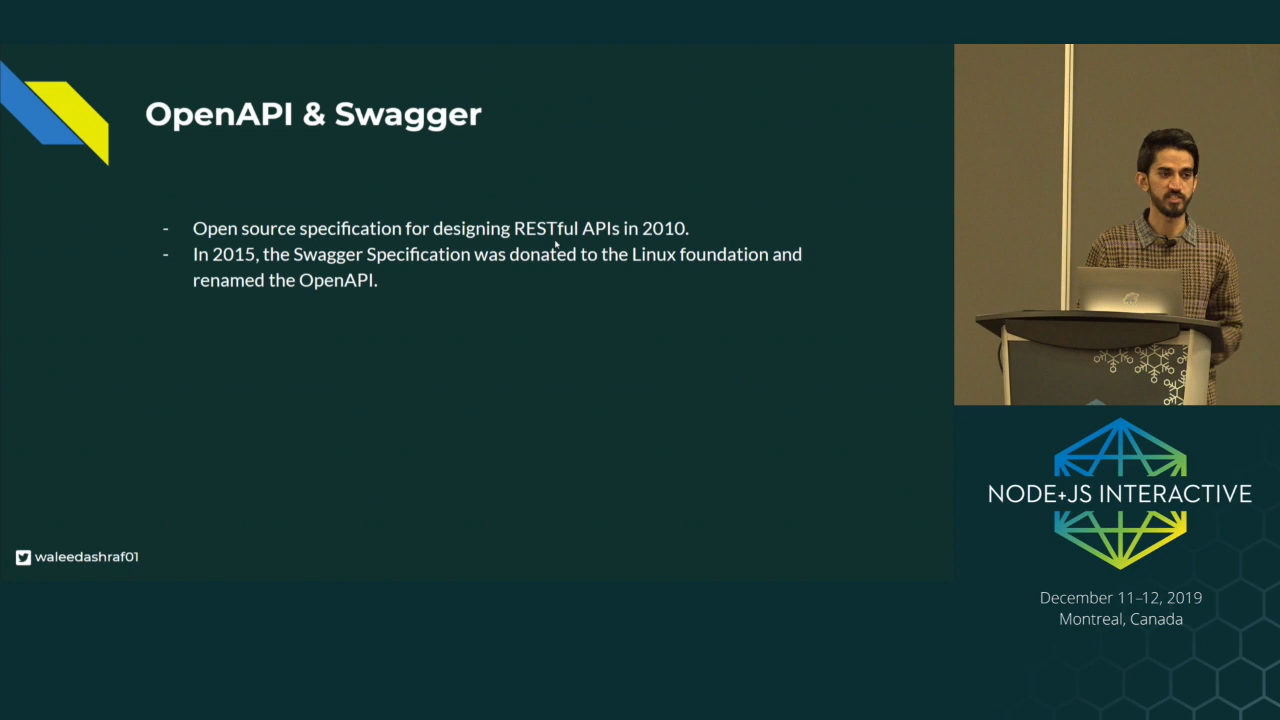 OpenAPI & Swagger
- Open source specification for designing RESTful APIs in 2010.
- In 2015, the Swagger Specification was donated to the Linux foundation and
renamed the OpenAPI.
waleedashraf01
NODE+JS INTERACTIVE
December 11–12, 2019
Montreal, Canada